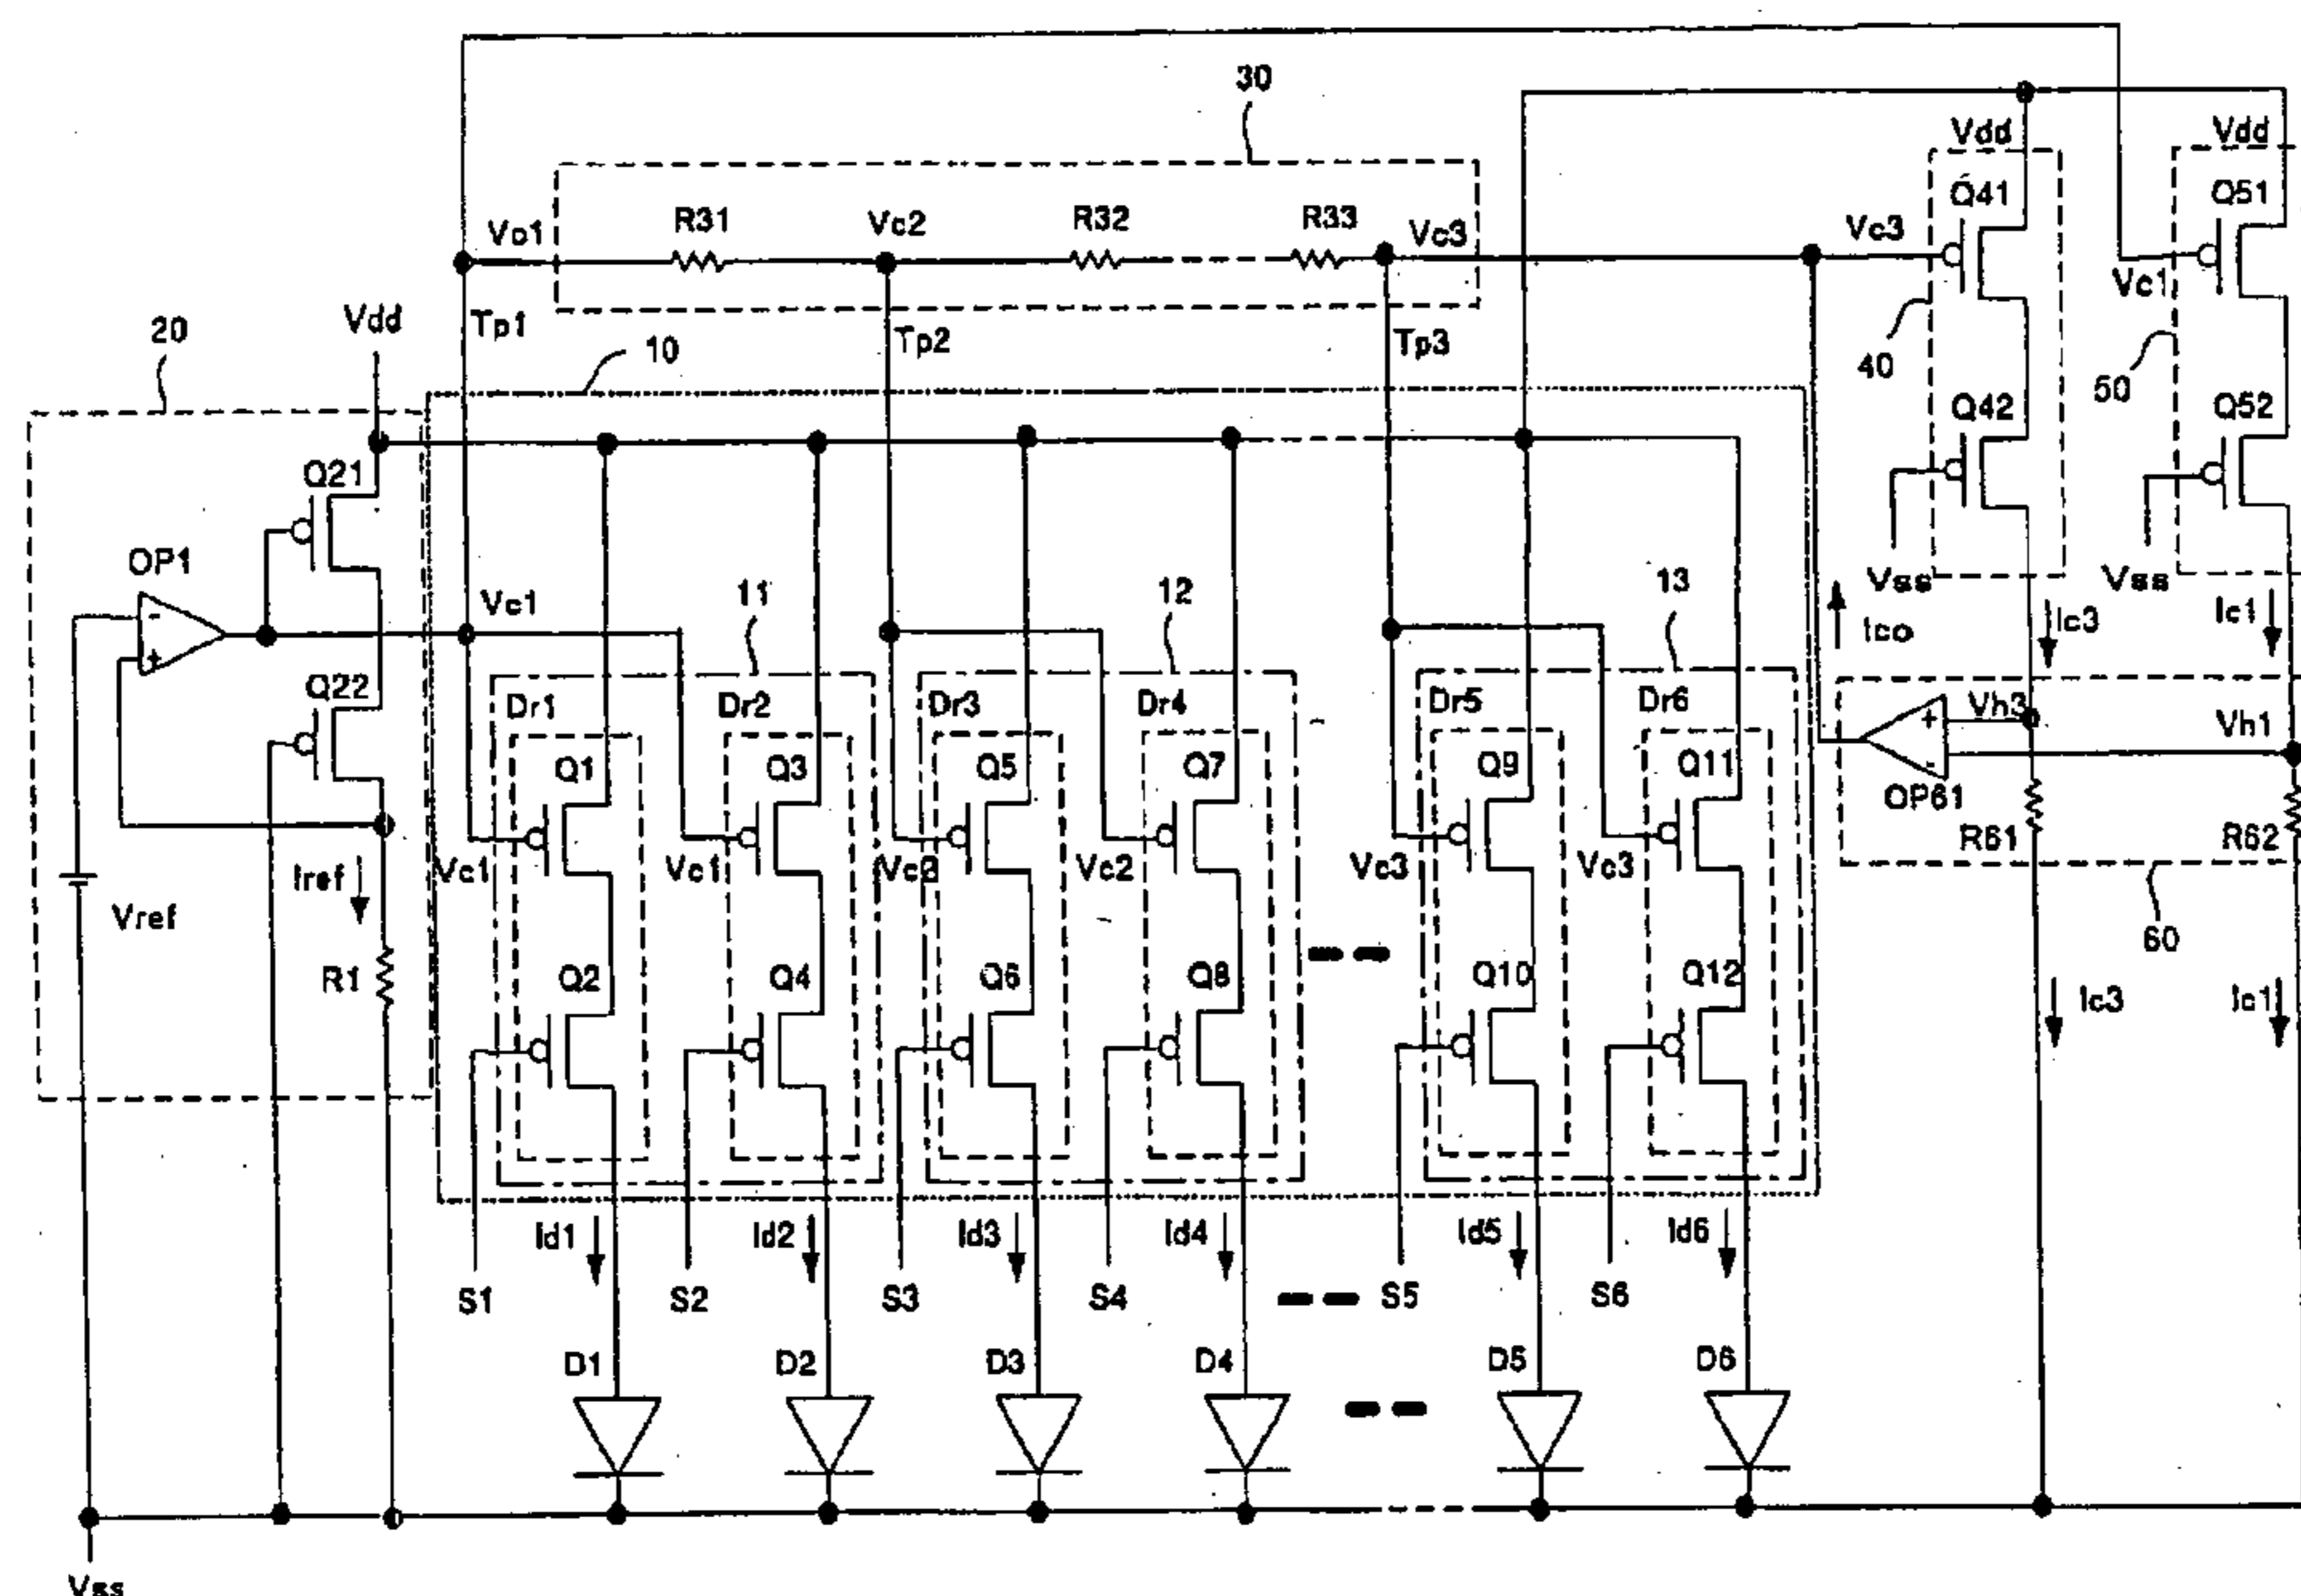 30
Vdd
Vdd
Q41
Q51
Vc1
R31
Vc2
R32
R33
Vc3
Vc3
Vc1
20
Vdd
Tp1
10
Tp2
Tp3
40
50
Q42
Q52
Q21
OP1
Vc1
11
12
13
Vss
Vss
Ico
Ic3
Ic1
Q22
Dr1
Dr2
Dr3
Dr4
Dr5
Dr6
Vh3
Vh1
Q1
Q3
Q5
Q7
Q9
Q11
OP61
R61
R62
Iref
Vc1
Vc1
Vc2
Vc3
Vc3
Vref
60
R1
Q2
Q4
Q6
Q8
Q10
Q12
Ic3
Ic1
Id1
Id2
Id3
Id4
Id5
Id6
S1
S2
S3
S4
S5
S6
D1
D2
D3
D4
D5
D6
Vss